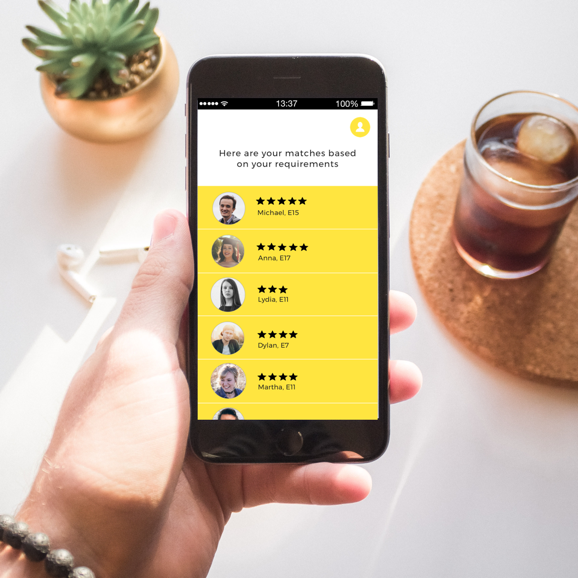 13:37 100%
Here are your matches based
on your requirements
Michael, E15
Anna, E17
Lydia, E11
Dylan, E7
Martha, E11